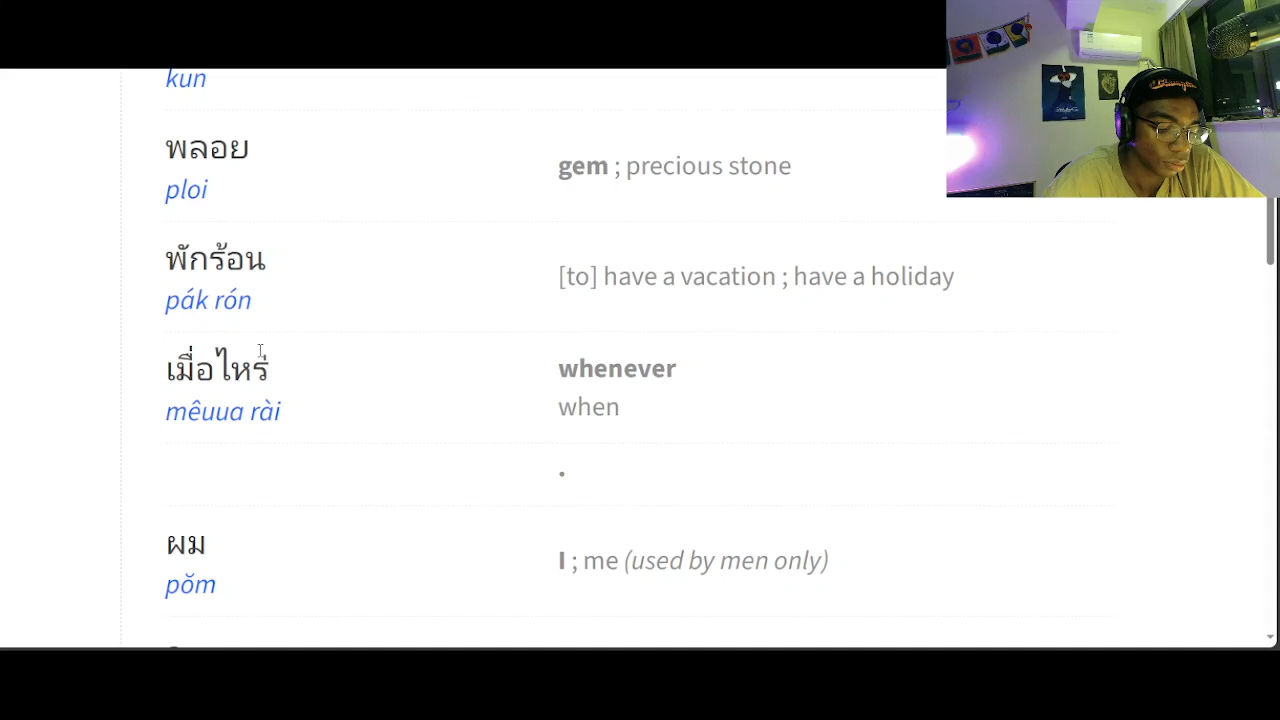 kun
พลอย
ploi
gem ; precious stone
พักร้อน
pák rón
[to] have a vacation ; have a holiday
เมื่อไหร่
mêuua rài
whenever
when
.
ผม
pŏm
I ; me (used by men only)